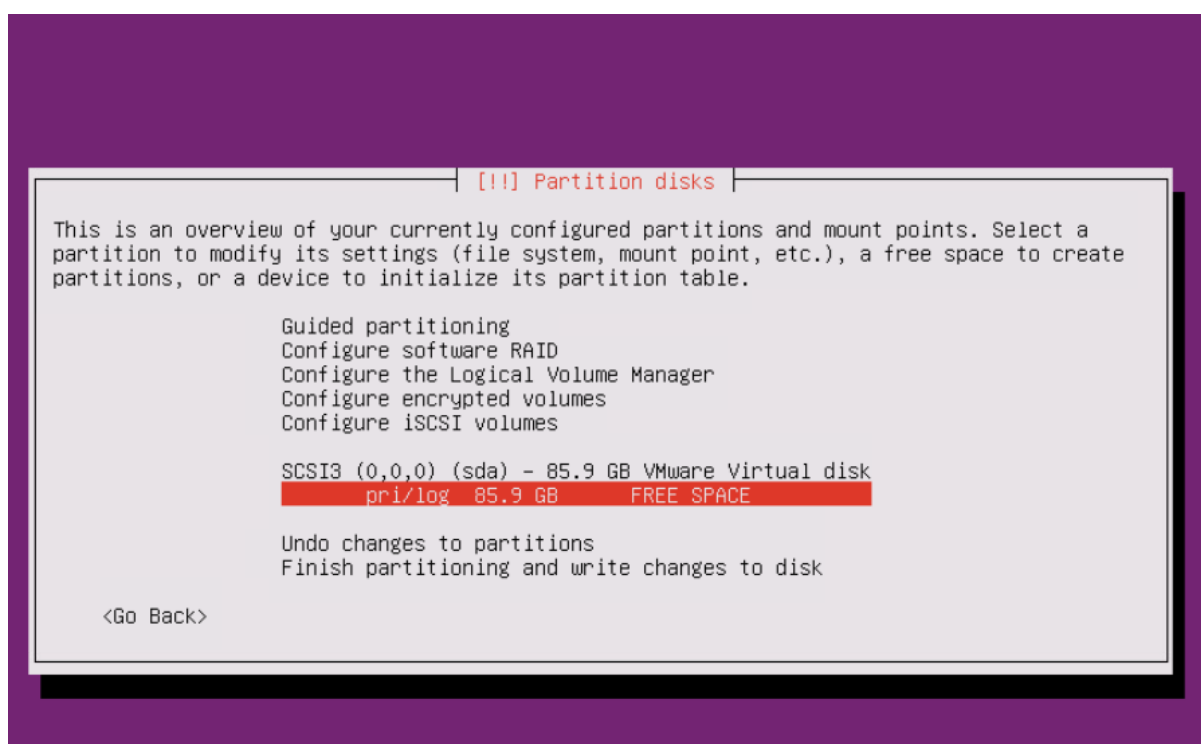 [!!] Partition disks
This is an overview of your currently configured partitions and mount points. Select a
partition to modify its settings (file system, mount point, etc.), a free space to create
partitions, or a device to initialize its partition table.
Guided partitioning
Configure software RAID
Configure the Logical Volume Manager
Configure encrypted volumes
Configure iSCSI volumes
SCSI3 (0,0,0) (sda) - 85.9 GB VMware Virtual disk
pri/log 85.9 GB FREE SPACE
Undo changes to partitions
Finish partitioning and write changes to disk
<Go Back>